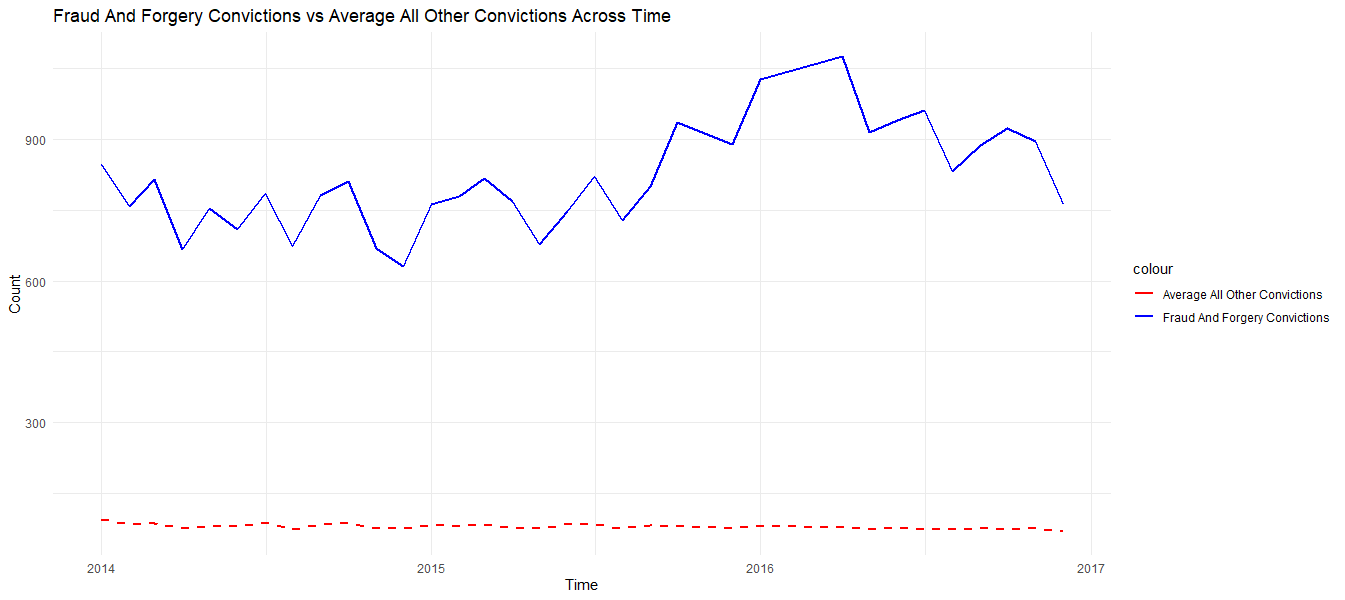 Fraud And Forgery Convictions vs Average All Other Convictions Across Time
Count
900
600
300
2014 2015 2016 2017
Time
colour
Average All Other Convictions
Fraud And Forgery Convictions